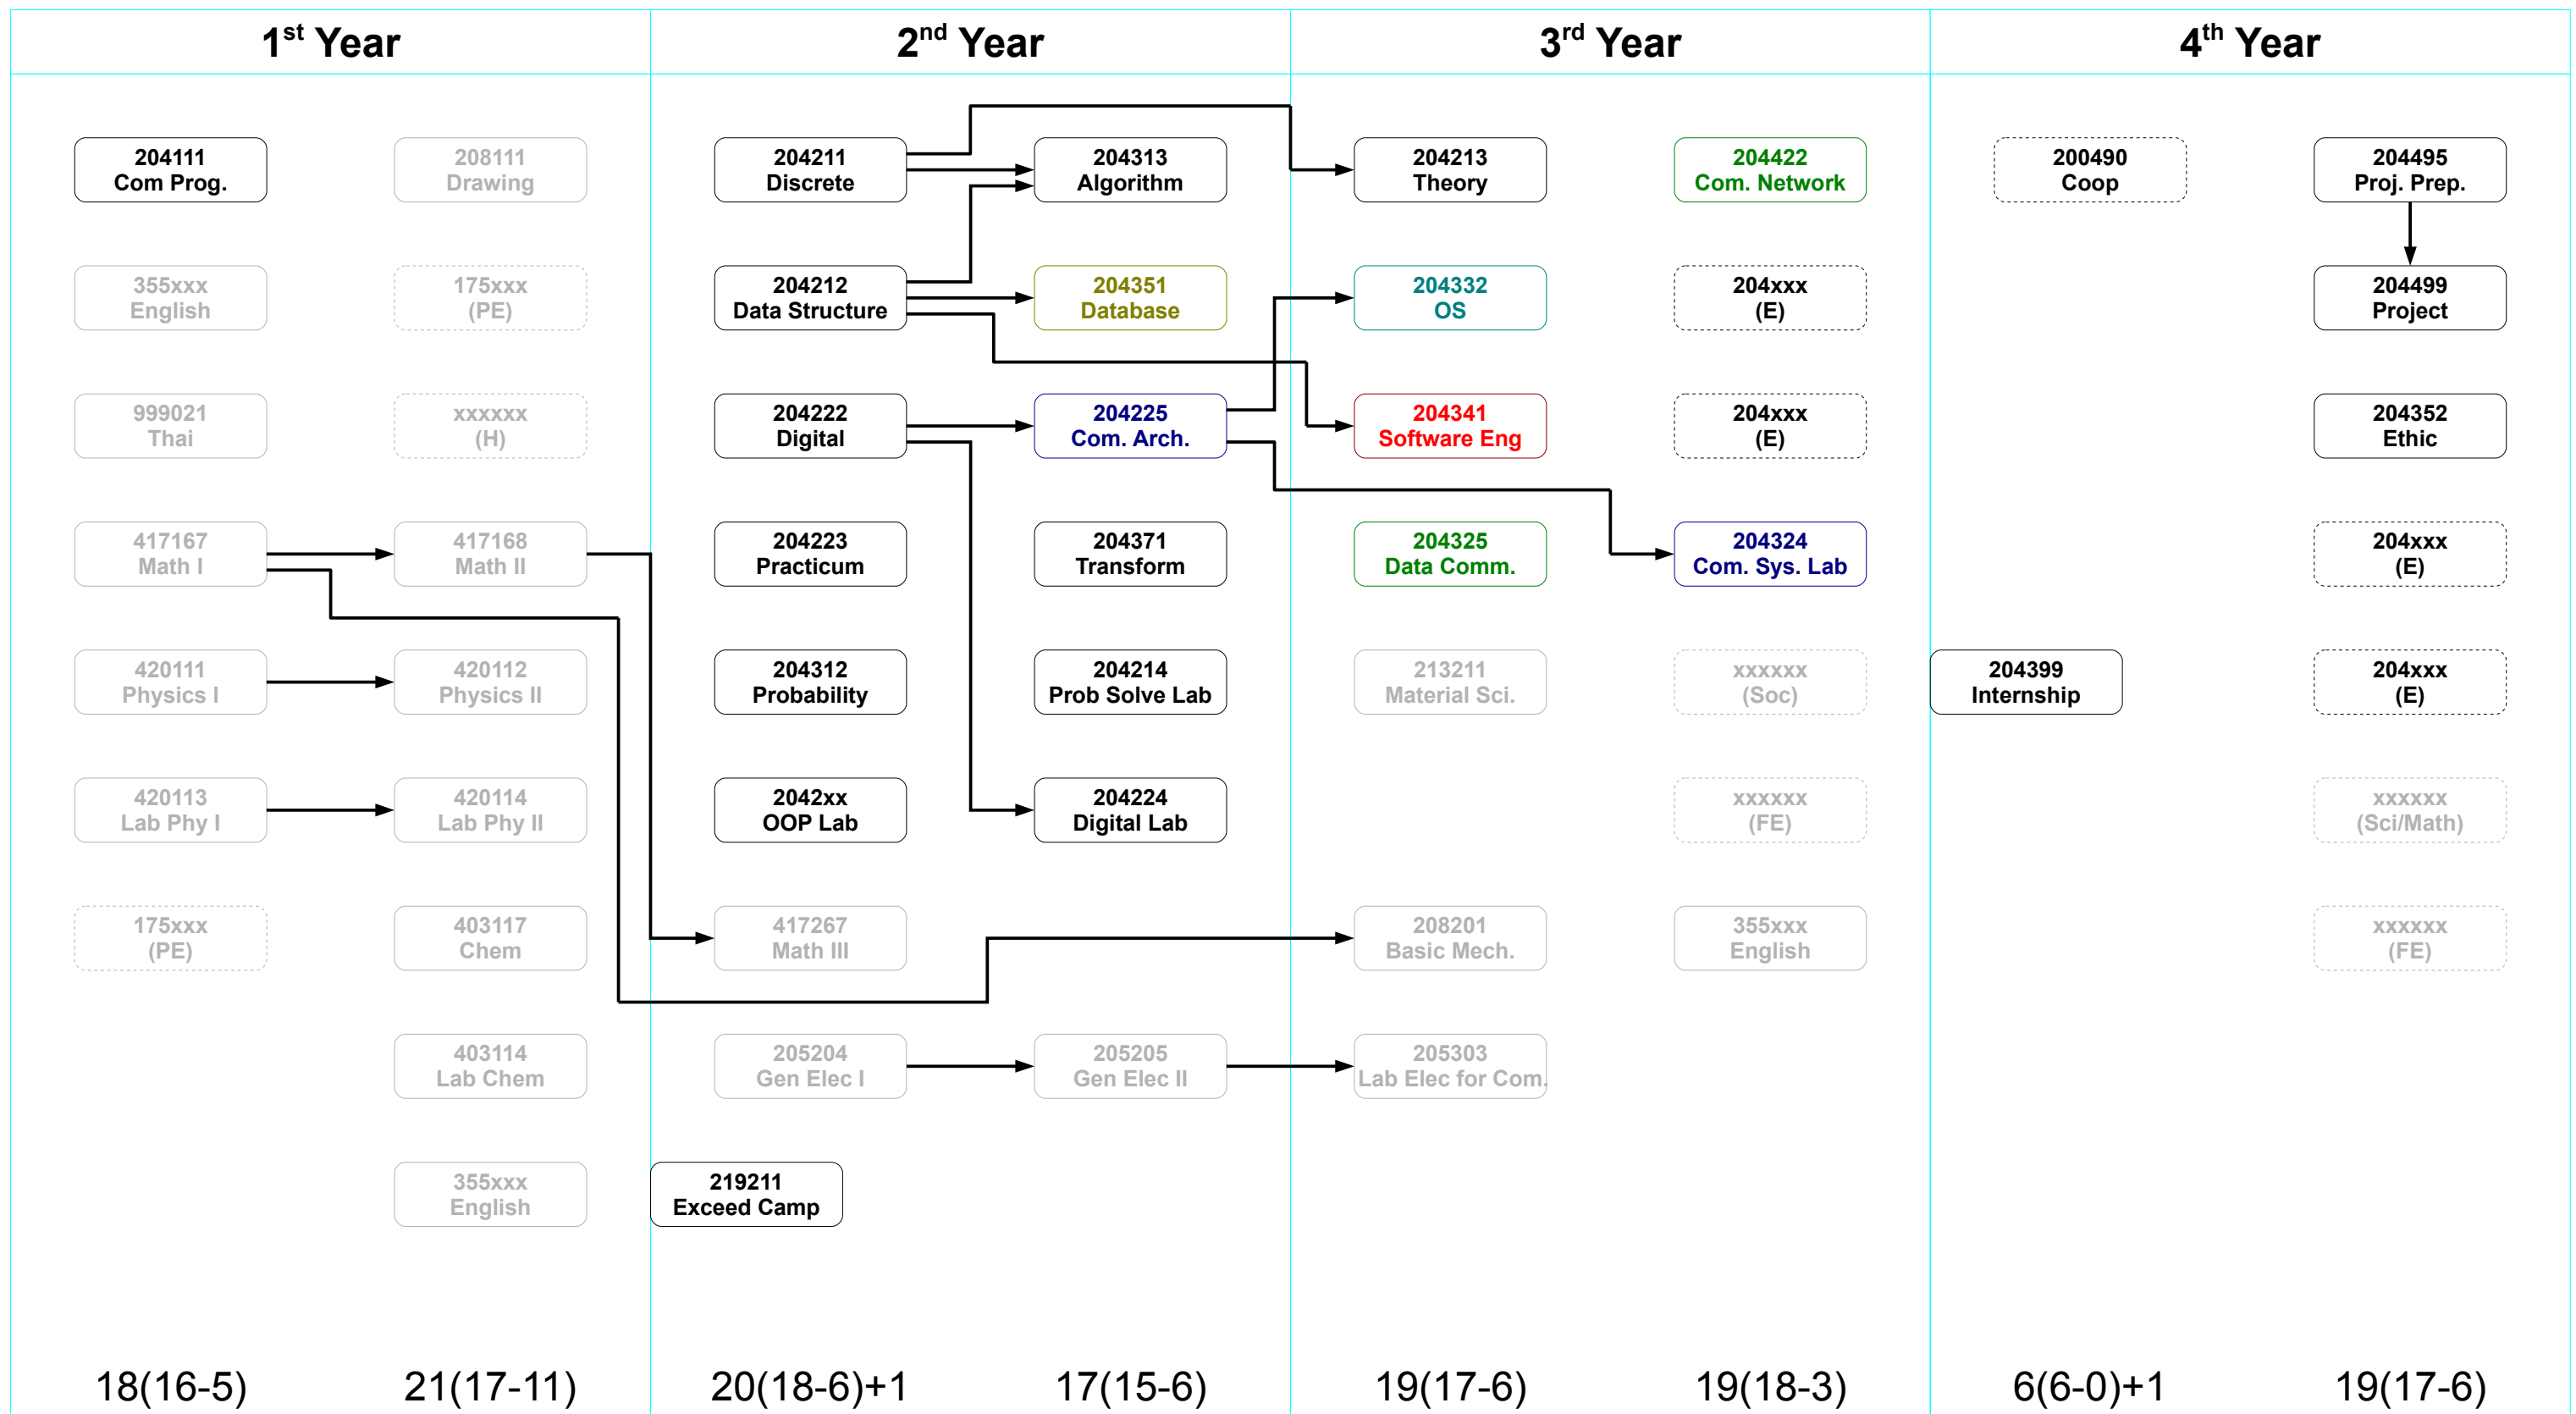 1st Year
2nd Year
3rd Year
4th Year
204111
Com Prog.
208111
Drawing
204211
Discrete
204313
Algorithm
204213
Theory
204422
Com. Network
200490
Coop
204495
Proj. Prep.
355xxx
English
175xxx
(PE)
204212
Data Structure
204351
Database
204332
OS
204xxx
(E)
204499
Project
999021
Thai
xxxxxx
(H)
204222
Digital
204225
Com. Arch.
204341
Software Eng
204xxx
(E)
204352
Ethic
417167
Math I
417168
Math II
204223
Practicum
204371
Transform
204325
Data Comm.
204324
Com. Sys. Lab
204xxx
(E)
420111
Physics I
420112
Physics II
204312
Probability
204214
Prob Solve Lab
213211
Material Sci.
xxxxxx
(Soc)
204399
Internship
204xxx
(E)
420113
Lab Phy I
420114
Lab Phy II
2042xx
OOP Lab
204224
Digital Lab
xxxxxx
(FE)
xxxxxx
(Sci/Math)
175xxx
(PE)
403117
Chem
417267
Math III
208201
Basic Mech.
355xxx
English
xxxxxx
(FE)
403114
Lab Chem
205204
Gen Elec I
205205
Gen Elec II
205303
Lab Elec for Com.
355xxx
English
219211
Exceed Camp
18(16-5)
21(17-11)
20(18-6)+1
17(15-6)
19(17-6)
19(18-3)
6(6-0)+1
19(17-6)